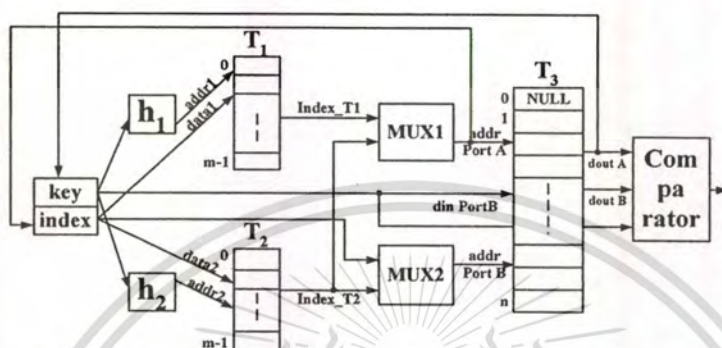 T1
0
addr1
data1
m-1
h1
Index_T1
MUX1
addr
Port A
T3
0
NULL
1
n
dout A
dout B
Com
pa
rator
key
index
din PortB
T2
0
data2
addr2
m-1
h2
Index_T2
MUX2
addr
Port B